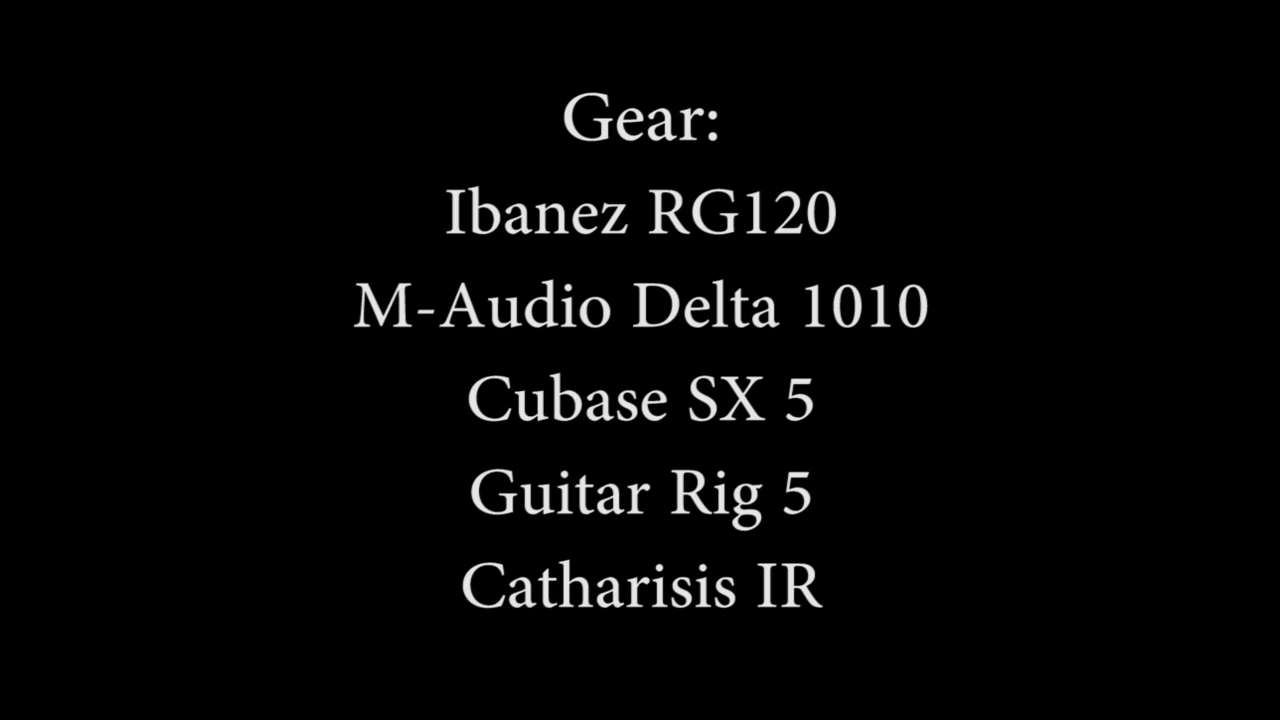 Gear:
Ibanez RG120
M-Audio Delta 1010
Cubase SX 5
Guitar Rig 5
Catharisis IR